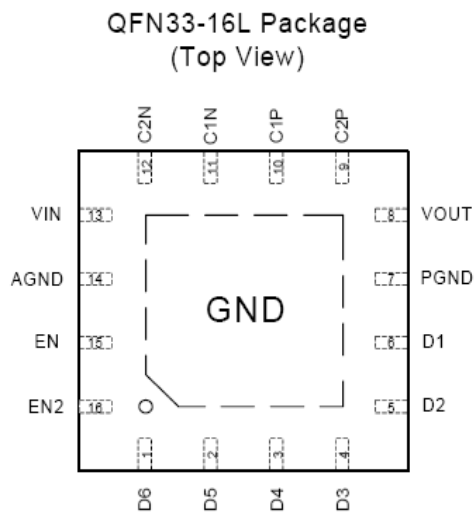 QFN33-16L Package
(Top View)
C2N C1N C1P C2P
12 11 10 9
VIN 13 8 VOUT
AGND 14 7 PGND
GND
EN 15 6 D1
EN2 16 5 D2
1 2 3 4
D6 D5 D4 D3